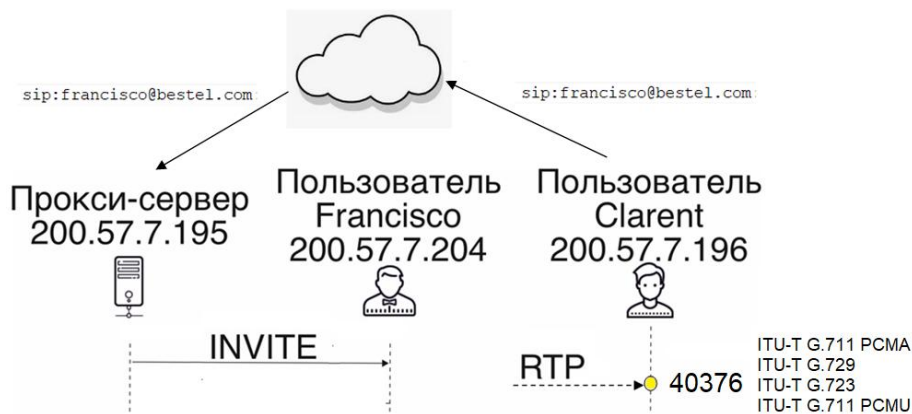 sip:francisco@bestel.com:
sip:francisco@bestel.com:
Прокси-сервер
200.57.7.195
Пользователь
Francisco
200.57.7.204
Пользователь
Clarent
200.57.7.196
INVITE
RTP
40376
ITU-T G.711 PCMA
ITU-T G.729
ITU-T G.723
ITU-T G.711 PCMU